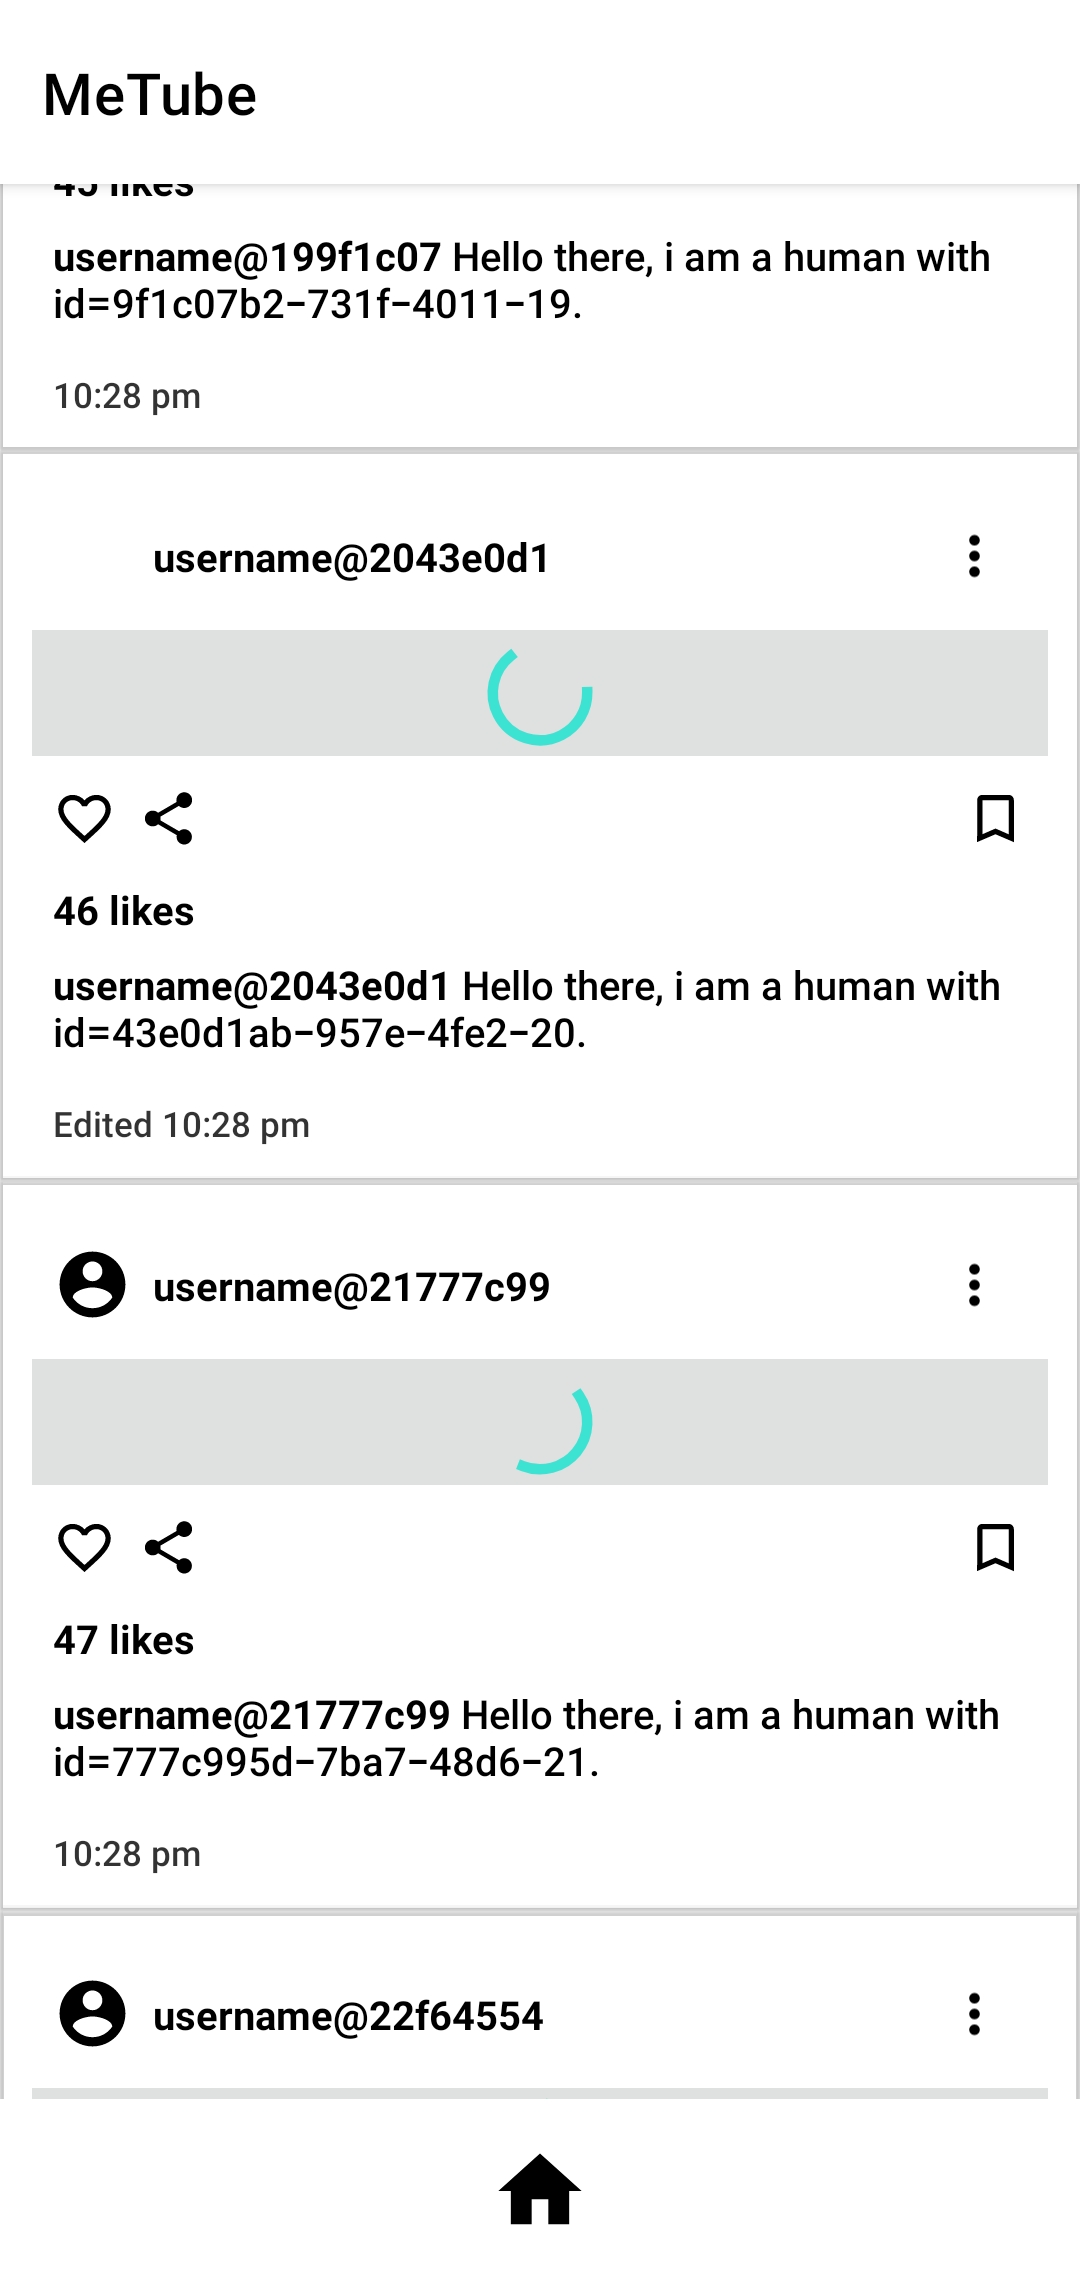 MeTube
45 likes
username@199f1c07 Hello there, i am a human with
id=9f1c07b2-731f-4011-19.
10:28 pm
username@2043e0d1
46 likes
username@2043e0d1 Hello there, i am a human with
id=43e0d1ab-957e-4fe2-20.
Edited 10:28 pm
username@21777c99
47 likes
username@21777c99 Hello there, i am a human with
id=777c995d-7ba7-48d6-21.
10:28 pm
username@22f64554